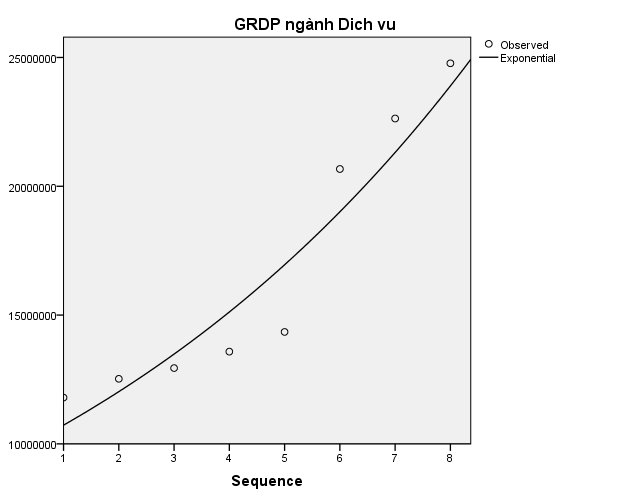 GRDP ngành Dich vu
Observed
Exponential
25000000
20000000
15000000
10000000
1 2 3 4 5 6 7 8
Sequence